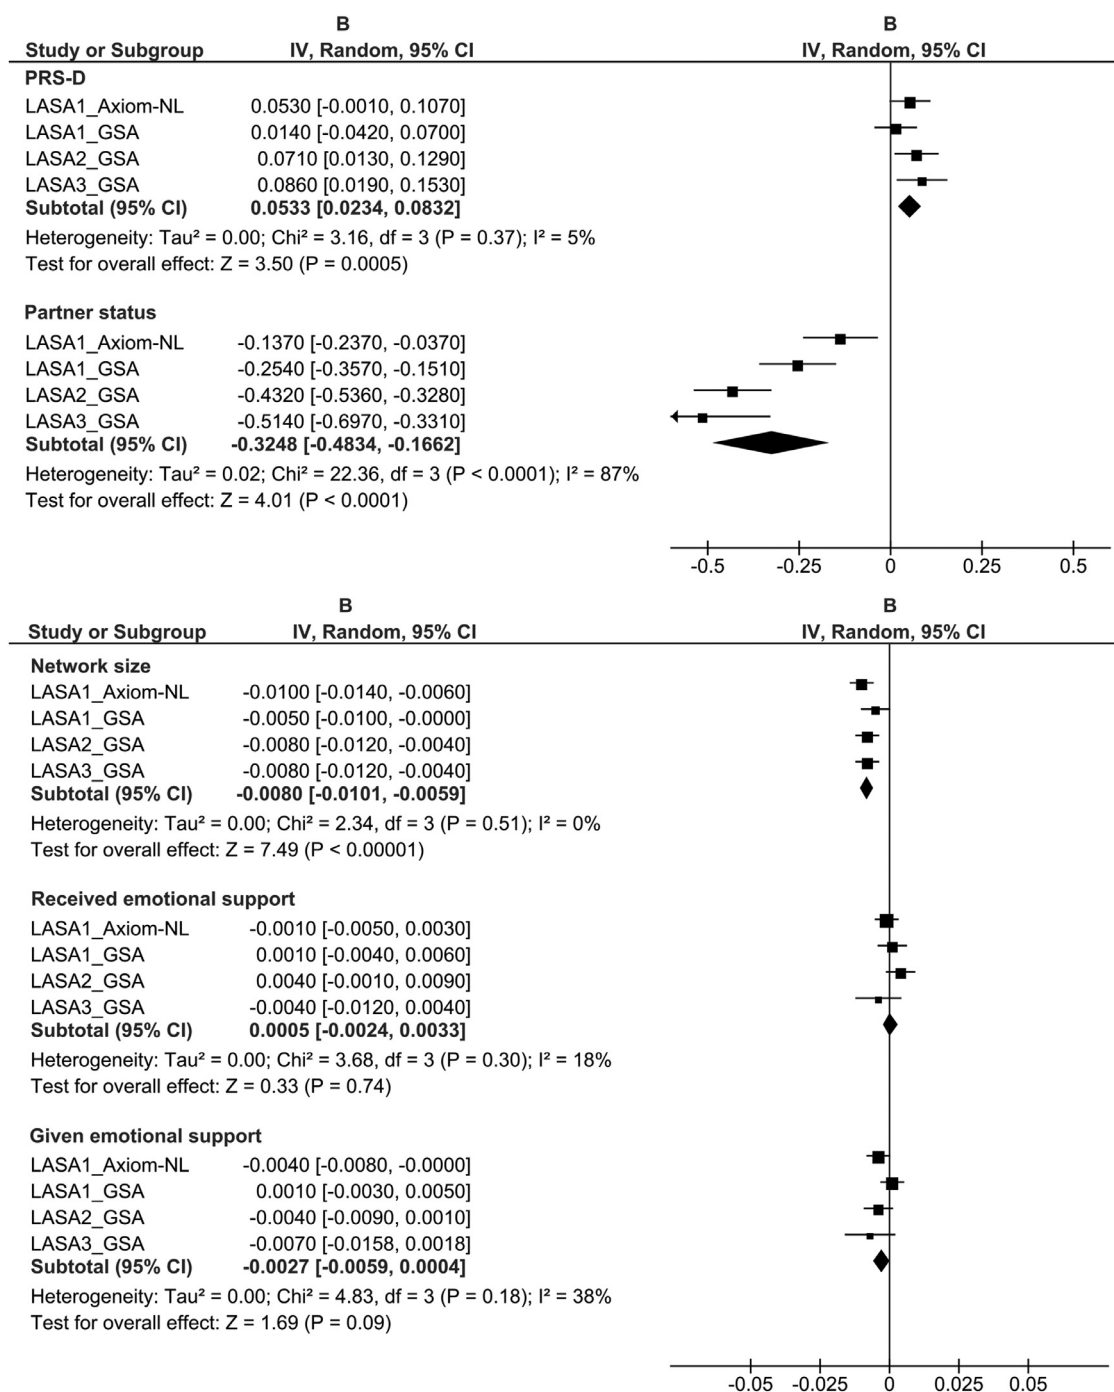 B B
Study or Subgroup IV, Random, 95% CI IV, Random, 95% CI
PRS-D
LASA1_Axiom-NL 0.0530 [-0.0010, 0.1070]
LASA1_GSA 0.0140 [-0.0420, 0.0700]
LASA2_GSA 0.0710 [0.0130, 0.1290]
LASA3_GSA 0.0860 [0.0190, 0.1530]
Subtotal (95% CI) 0.0533 [0.0234, 0.0832]
Heterogeneity: Tau² = 0.00; Chi² = 3.16, df = 3 (P = 0.37); I² = 5%
Test for overall effect: Z = 3.50 (P = 0.0005)
Partner status
LASA1_Axiom-NL -0.1370 [-0.2370, -0.0370]
LASA1_GSA -0.2540 [-0.3570, -0.1510]
LASA2_GSA -0.4320 [-0.5360, -0.3280]
LASA3_GSA -0.5140 [-0.6970, -0.3310]
Subtotal (95% CI) -0.3248 [-0.4834, -0.1662]
Heterogeneity: Tau² = 0.02; Chi² = 22.36, df = 3 (P < 0.0001); I² = 87%
Test for overall effect: Z = 4.01 (P < 0.0001)
-0.5 -0.25 0 0.25 0.5
B B
Study or Subgroup IV, Random, 95% CI IV, Random, 95% CI
Network size
LASA1_Axiom-NL -0.0100 [-0.0140, -0.0060]
LASA1_GSA -0.0050 [-0.0100, -0.0000]
LASA2_GSA -0.0080 [-0.0120, -0.0040]
LASA3_GSA -0.0080 [-0.0120, -0.0040]
Subtotal (95% CI) -0.0080 [-0.0101, -0.0059]
Heterogeneity: Tau² = 0.00; Chi² = 2.34, df = 3 (P = 0.51); I² = 0%
Test for overall effect: Z = 7.49 (P < 0.00001)
Received emotional support
LASA1_Axiom-NL -0.0010 [-0.0050, 0.0030]
LASA1_GSA 0.0010 [-0.0040, 0.0060]
LASA2_GSA 0.0040 [-0.0010, 0.0090]
LASA3_GSA -0.0040 [-0.0120, 0.0040]
Subtotal (95% CI) 0.0005 [-0.0024, 0.0033]
Heterogeneity: Tau² = 0.00; Chi² = 3.68, df = 3 (P = 0.30); I² = 18%
Test for overall effect: Z = 0.33 (P = 0.74)
Given emotional support
LASA1_Axiom-NL -0.0040 [-0.0080, -0.0000]
LASA1_GSA 0.0010 [-0.0030, 0.0050]
LASA2_GSA -0.0040 [-0.0090, 0.0010]
LASA3_GSA -0.0070 [-0.0158, 0.0018]
Subtotal (95% CI) -0.0027 [-0.0059, 0.0004]
Heterogeneity: Tau² = 0.00; Chi² = 4.83, df = 3 (P = 0.18); I² = 38%
Test for overall effect: Z = 1.69 (P = 0.09)
-0.05 -0.025 0 0.025 0.05